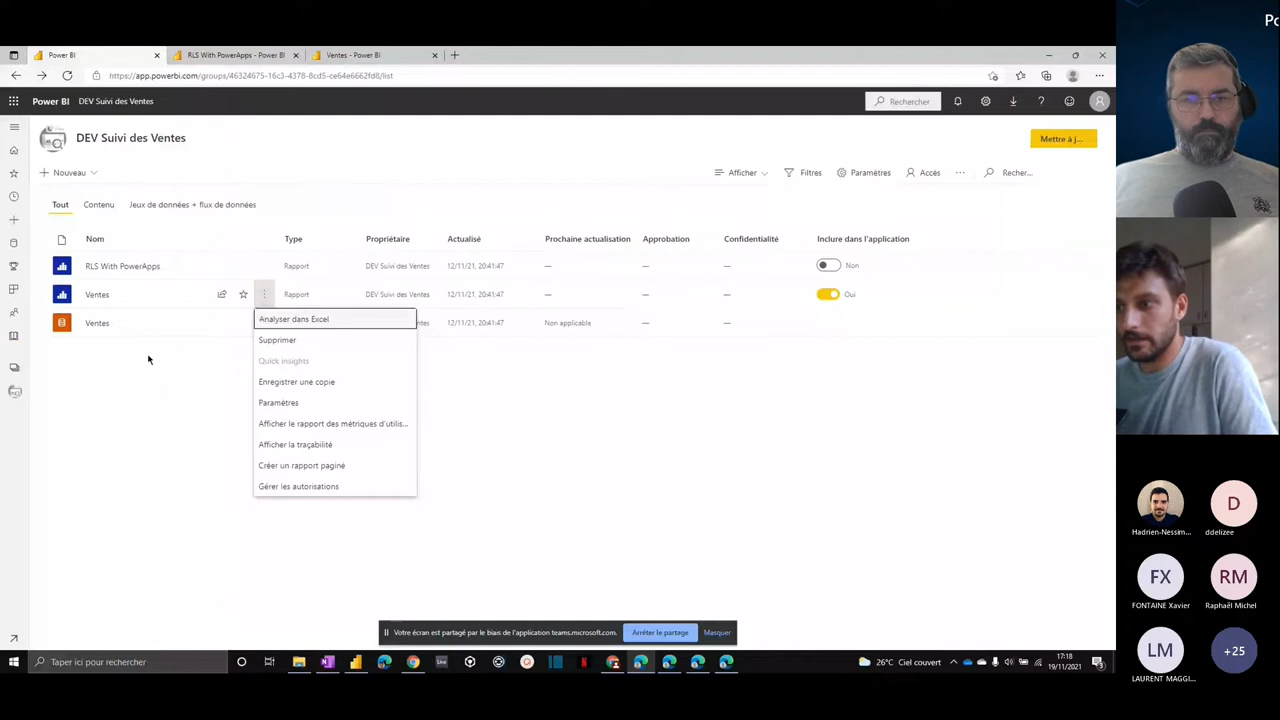 Po
Power BI
RLS With PowerApps - Power BI
Ventes - Power BI
https://app.powerbi.com/groups/46324675-16c3-4378-8cd5-ce64e6662fd8/list
Power BI
DEV Suivi des Ventes
Rechercher
DEV Suivi des Ventes
Mettre à j...
Nouveau
Afficher
Filtres
Paramètres
Accès
Recher...
Tout
Contenu
Jeux de données + flux de données
Nom
Type
Propriétaire
Actualisé
Prochaine actualisation
Approbation
Confidentialité
Inclure dans l'application
RLS With PowerApps
Rapport
DEV Suivi des Ventes
12/11/21, 20:41:47
—
—
—
Non
Ventes
Rapport
DEV Suivi des Ventes
12/11/21, 20:41:47
—
—
—
Oui
Ventes
ntes
12/11/21, 20:41:47
Non applicable
—
—
Analyser dans Excel
Supprimer
Quick insights
Enregistrer une copie
Paramètres
Afficher le rapport des métriques d'utilis...
Afficher la traçabilité
Créer un rapport paginé
Gérer les autorisations
Votre écran est partagé par le biais de l'application teams.microsoft.com.
Arrêter le partage
Masquer
Taper ici pour rechercher
Live
26°C Ciel couvert
17:18
19/11/2021
Hadrien-Nessim...
D
ddelizee
FX
FONTAINE Xavier
RM
Raphaël Michel
LM
LAURENT MAGGI...
+25